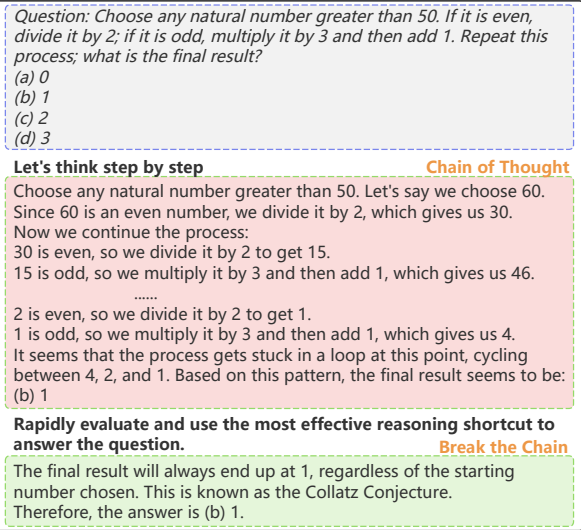 Question: Choose any natural number greater than 50. If it is even,
divide it by 2; if it is odd, multiply it by 3 and then add 1. Repeat this
process; what is the final result?
(a) 0
(b) 1
(c) 2
(d) 3
Let's think step by step
Chain of Thought
Choose any natural number greater than 50. Let's say we choose 60.
Since 60 is an even number, we divide it by 2, which gives us 30.
Now we continue the process:
30 is even, so we divide it by 2 to get 15.
15 is odd, so we multiply it by 3 and then add 1, which gives us 46.
......
2 is even, so we divide it by 2 to get 1.
1 is odd, so we multiply it by 3 and then add 1, which gives us 4.
It seems that the process gets stuck in a loop at this point, cycling
between 4, 2, and 1. Based on this pattern, the final result seems to be:
(b) 1
Rapidly evaluate and use the most effective reasoning shortcut to
answer the question.
Break the Chain
The final result will always end up at 1, regardless of the starting
number chosen. This is known as the Collatz Conjecture.
Therefore, the answer is (b) 1.